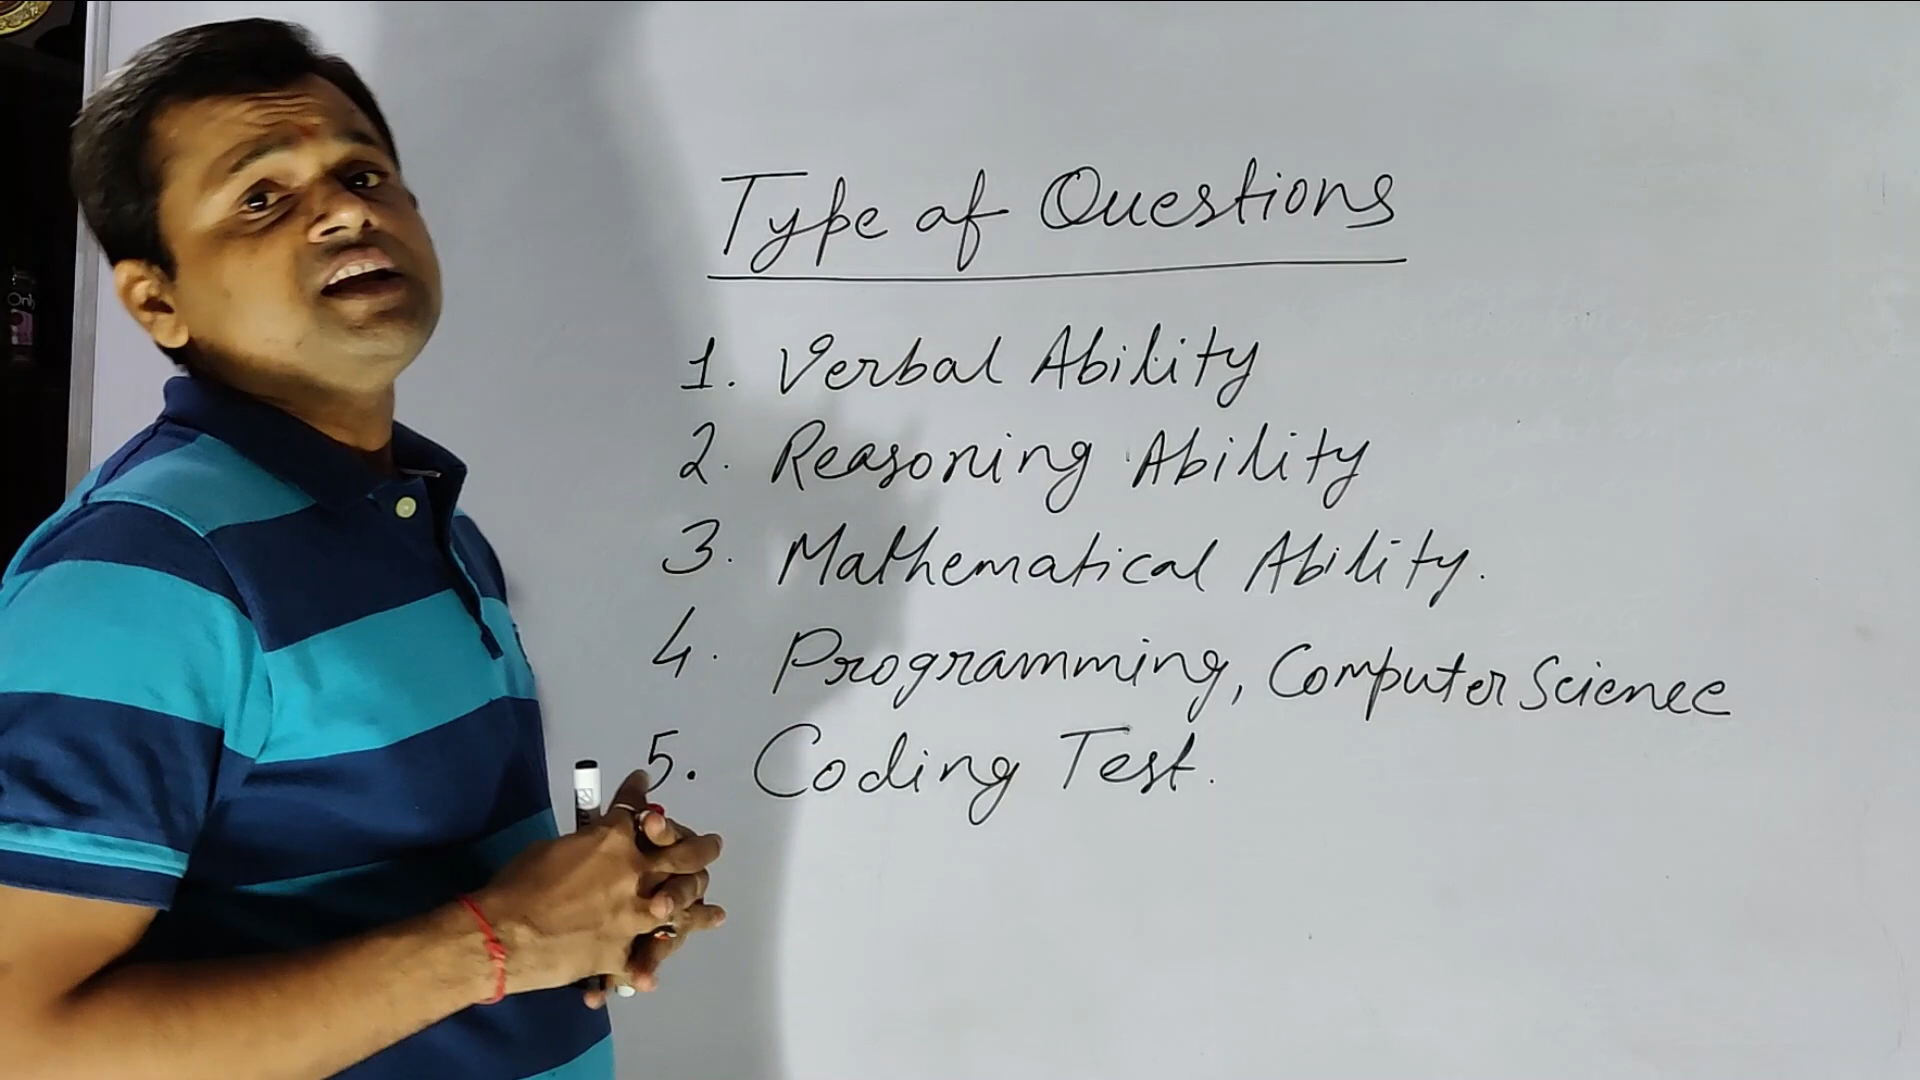 Type of Questions
1. Verbal Ability
2. Reasoning Ability
3. Mathematical Ability.
4. Programming, Computer Science
5. Coding Test.
Only